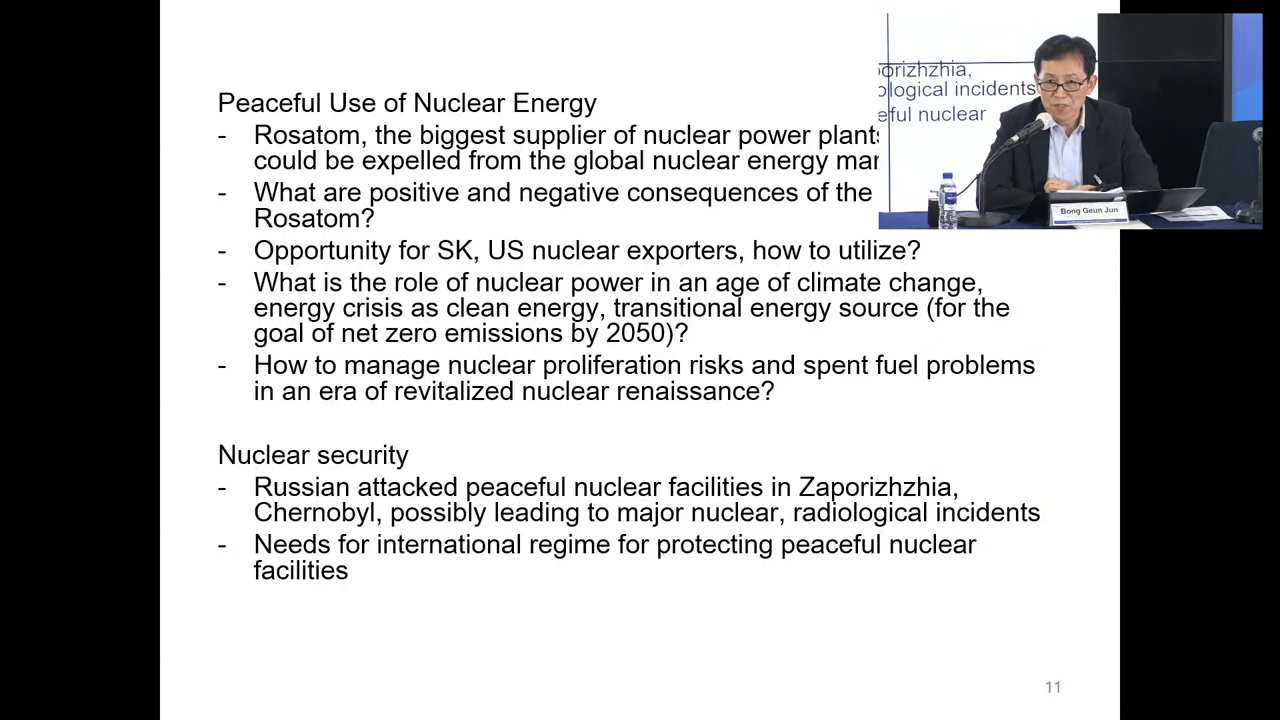 Peaceful Use of Nuclear Energy
- Rosatom, the biggest supplier of nuclear power plants
could be expelled from the global nuclear energy mar
- What are positive and negative consequences of the
Rosatom?
- Opportunity for SK, US nuclear exporters, how to utilize?
- What is the role of nuclear power in an age of climate change,
energy crisis as clean energy, transitional energy source (for the
goal of net zero emissions by 2050)?
- How to manage nuclear proliferation risks and spent fuel problems
in an era of revitalized nuclear renaissance?
Nuclear security
- Russian attacked peaceful nuclear facilities in Zaporizhzhia,
Chernobyl, possibly leading to major nuclear, radiological incidents
- Needs for international regime for protecting peaceful nuclear
facilities
11
orizhzhia,
ological incidents
eful nuclear
Bong Geun Jun